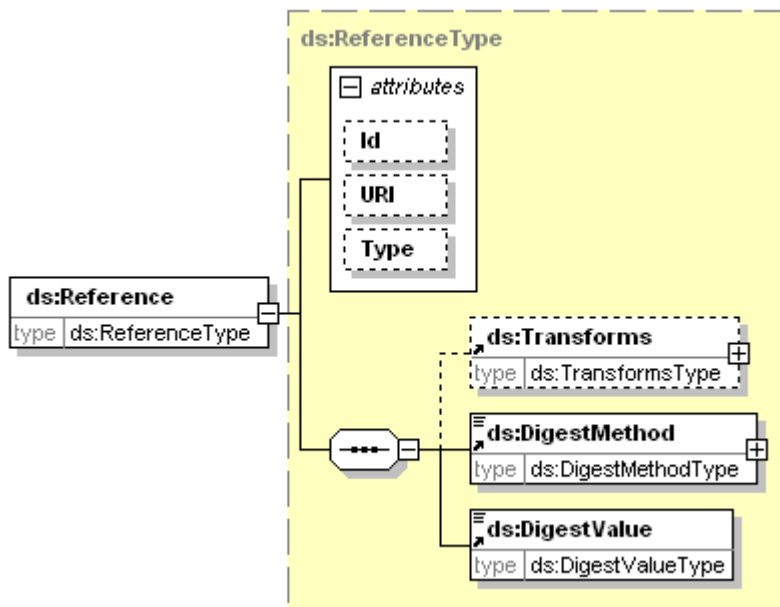 ds:ReferenceType
attributes
Id
URI
Type
ds:Reference
type ds:ReferenceType
ds:Transforms
type ds:TransformsType
ds:DigestMethod
type ds:DigestMethodType
ds:DigestValue
type ds:DigestValueType